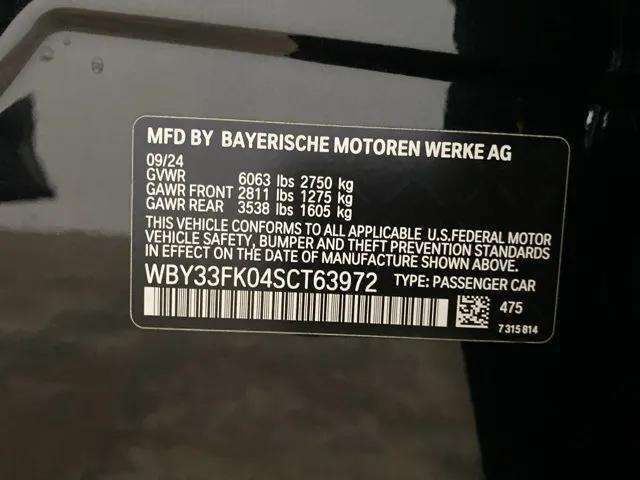 MFD BY BAYERISCHE MOTOREN WERKE AG
09/24
GVWR 6063 lbs 2750 kg
GAWR FRONT 2811 lbs 1275 kg
GAWR REAR 3538 lbs 1605 kg
THIS VEHICLE CONFORMS TO ALL APPLICABLE U.S.FEDERAL MOTOR
VEHICLE SAFETY, BUMPER AND THEFT PREVENTION STANDARDS
IN EFFECT ON THE DATE OF MANUFACTURE SHOWN ABOVE.
WBY33FK04SCT63972 TYPE: PASSENGER CAR
475
7 315 814